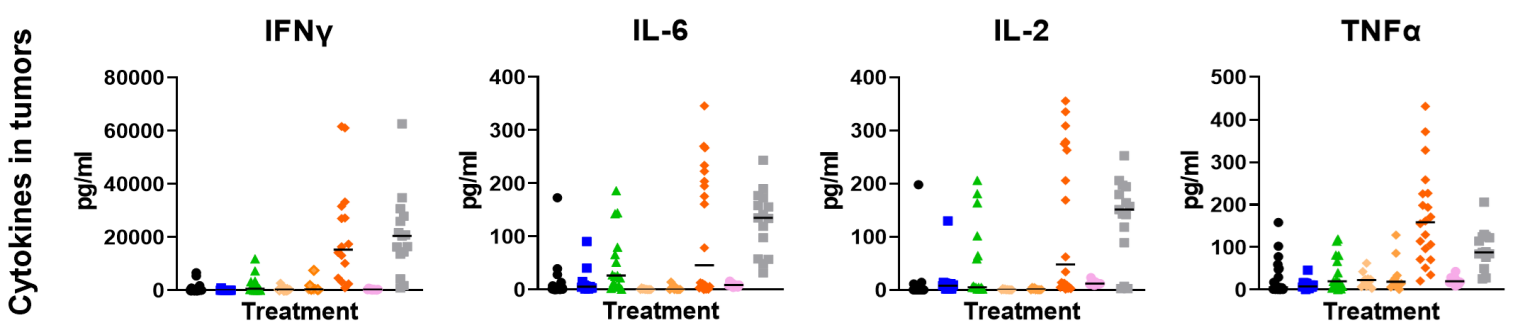 Cytokines in tumors
IFNγ
pg/ml
80000
60000
40000
20000
0
Treatment
IL-6
pg/ml
400
300
200
100
0
Treatment
IL-2
pg/ml
400
300
200
100
0
Treatment
TNFα
pg/ml
500
400
300
200
100
0
Treatment